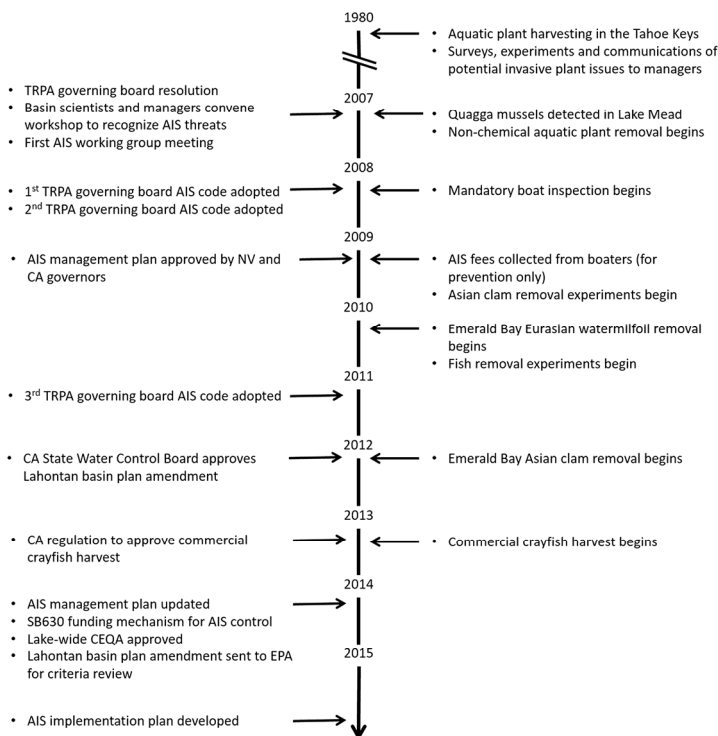 1980
• Aquatic plant harvesting in the Tahoe Keys
• Surveys, experiments and communications of
potential invasive plant issues to managers
• TRPA governing board resolution
• Basin scientists and managers convene
workshop to recognize AIS threats
• First AIS working group meeting
2007
• Quagga mussels detected in Lake Mead
• Non-chemical aquatic plant removal begins
2008
• 1st TRPA governing board AIS code adopted
• 2nd TRPA governing board AIS code adopted
• Mandatory boat inspection begins
2009
• AIS management plan approved by NV and
CA governors
• AIS fees collected from boaters (for
prevention only)
• Asian clam removal experiments begin
2010
• Emerald Bay Eurasian watermilfoil removal
begins
• Fish removal experiments begin
2011
• 3rd TRPA governing board AIS code adopted
2012
• CA State Water Control Board approves
Lahontan basin plan amendment
• Emerald Bay Asian clam removal begins
2013
• CA regulation to approve commercial
crayfish harvest
• Commercial crayfish harvest begins
2014
• AIS management plan updated
• SB630 funding mechanism for AIS control
• Lake-wide CEQA approved
• Lahontan basin plan amendment sent to EPA
for criteria review
2015
• AIS implementation plan developed